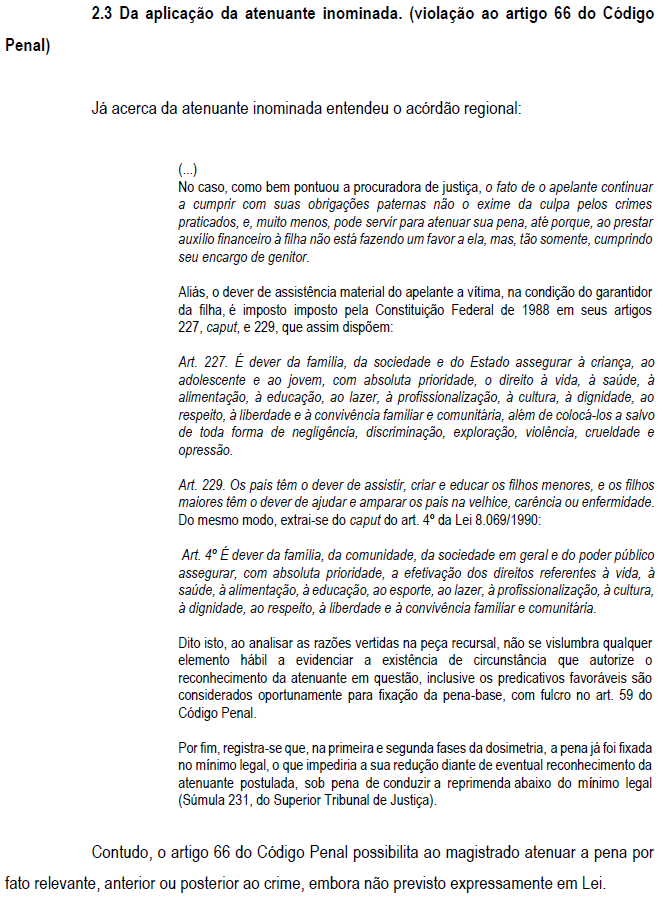 2.3 Da aplicação da atenuante inominada. (violação ao artigo 66 do Código
Penal)
Já acerca da atenuante inominada entendeu o acórdão regional:
(...)
No caso, como bem pontuou a procuradora de justiça, o fato de o apelante continuar
a cumprir com suas obrigações paternas não o exime da culpa pelos crimes
praticados, e, muito menos, pode servir para atenuar sua pena, até porque, ao prestar
auxílio financeiro à filha não está fazendo um favor a ela, mas, tão somente, cumprindo
seu encargo de genitor.
Aliás, o dever de assistência material do apelante a vítima, na condição do garantidor
da filha, é imposto imposto pela Constituição Federal de 1988 em seus artigos
227, caput, e 229, que assim dispõem:
Art. 227. É dever da família, da sociedade e do Estado assegurar à criança, ao
adolescente e ao jovem, com absoluta prioridade, o direito à vida, à saúde, à
alimentação, à educação, ao lazer, à profissionalização, à cultura, à dignidade, ao
respeito, à liberdade e à convivência familiar e comunitária, além de colocá-los a salvo
de toda forma de negligência, discriminação, exploração, violência, crueldade e
opressão.
Art. 229. Os pais têm o dever de assistir, criar e educar os filhos menores, e os filhos
maiores têm o dever de ajudar e amparar os pais na velhice, carência ou enfermidade.
Do mesmo modo, extrai-se do caput do art. 4º da Lei 8.069/1990:
Art. 4º É dever da família, da comunidade, da sociedade em geral e do poder público
assegurar, com absoluta prioridade, a efetivação dos direitos referentes à vida, à
saúde, à alimentação, à educação, ao esporte, ao lazer, à profissionalização, à cultura,
à dignidade, ao respeito, à liberdade e à convivência familiar e comunitária.
Dito isto, ao analisar as razões vertidas na peça recursal, não se vislumbra qualquer
elemento hábil a evidenciar a existência de circunstância que autorize o
reconhecimento da atenuante em questão, inclusive os predicativos favoráveis são
considerados oportunamente para fixação da pena-base, com fulcro no art. 59 do
Código Penal.
Por fim, registra-se que, na primeira e segunda fases da dosimetria, a pena já foi fixada
no mínimo legal, o que impediria a sua redução diante de eventual reconhecimento da
atenuante postulada, sob pena de conduzir a reprimenda abaixo do mínimo legal
(Súmula 231, do Superior Tribunal de Justiça).
Contudo, o artigo 66 do Código Penal possibilita ao magistrado atenuar a pena por
fato relevante, anterior ou posterior ao crime, embora não previsto expressamente em Lei.